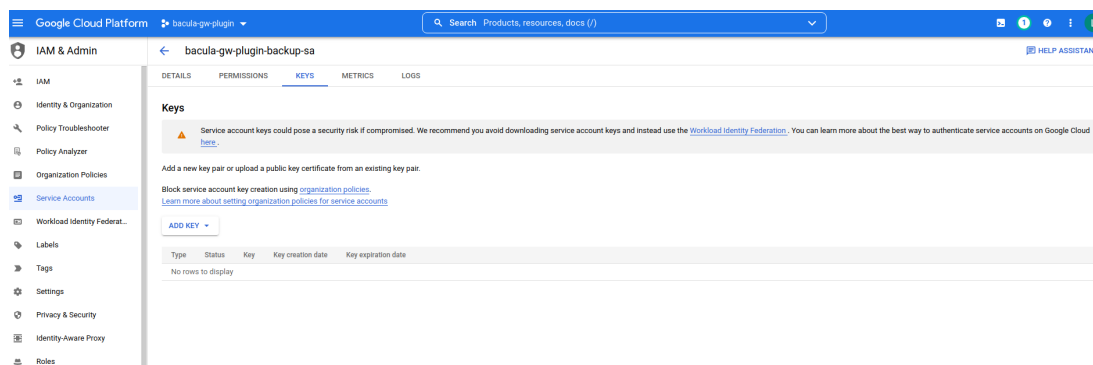 Google Cloud Platform bacula-gw-plugin Search Products, resources, docs (/) 1
IAM & Admin bacula-gw-plugin-backup-sa HELP ASSISTAN
DETAILS PERMISSIONS KEYS METRICS LOGS
IAM
Identity & Organization
Policy Troubleshooter
Policy Analyzer
Organization Policies
Service Accounts
Workload Identity Federat...
Labels
Tags
Settings
Privacy & Security
Identity-Aware Proxy
Roles
Keys
Service account keys could pose a security risk if compromised. We recommend you avoid downloading service account keys and instead use the Workload Identity Federation . You can learn more about the best way to authenticate service accounts on Google Cloud
here .
Add a new key pair or upload a public key certificate from an existing key pair.
Block service account key creation using organization policies.
Learn more about setting organization policies for service accounts
ADD KEY
Type Status Key Key creation date Key expiration date
No rows to display